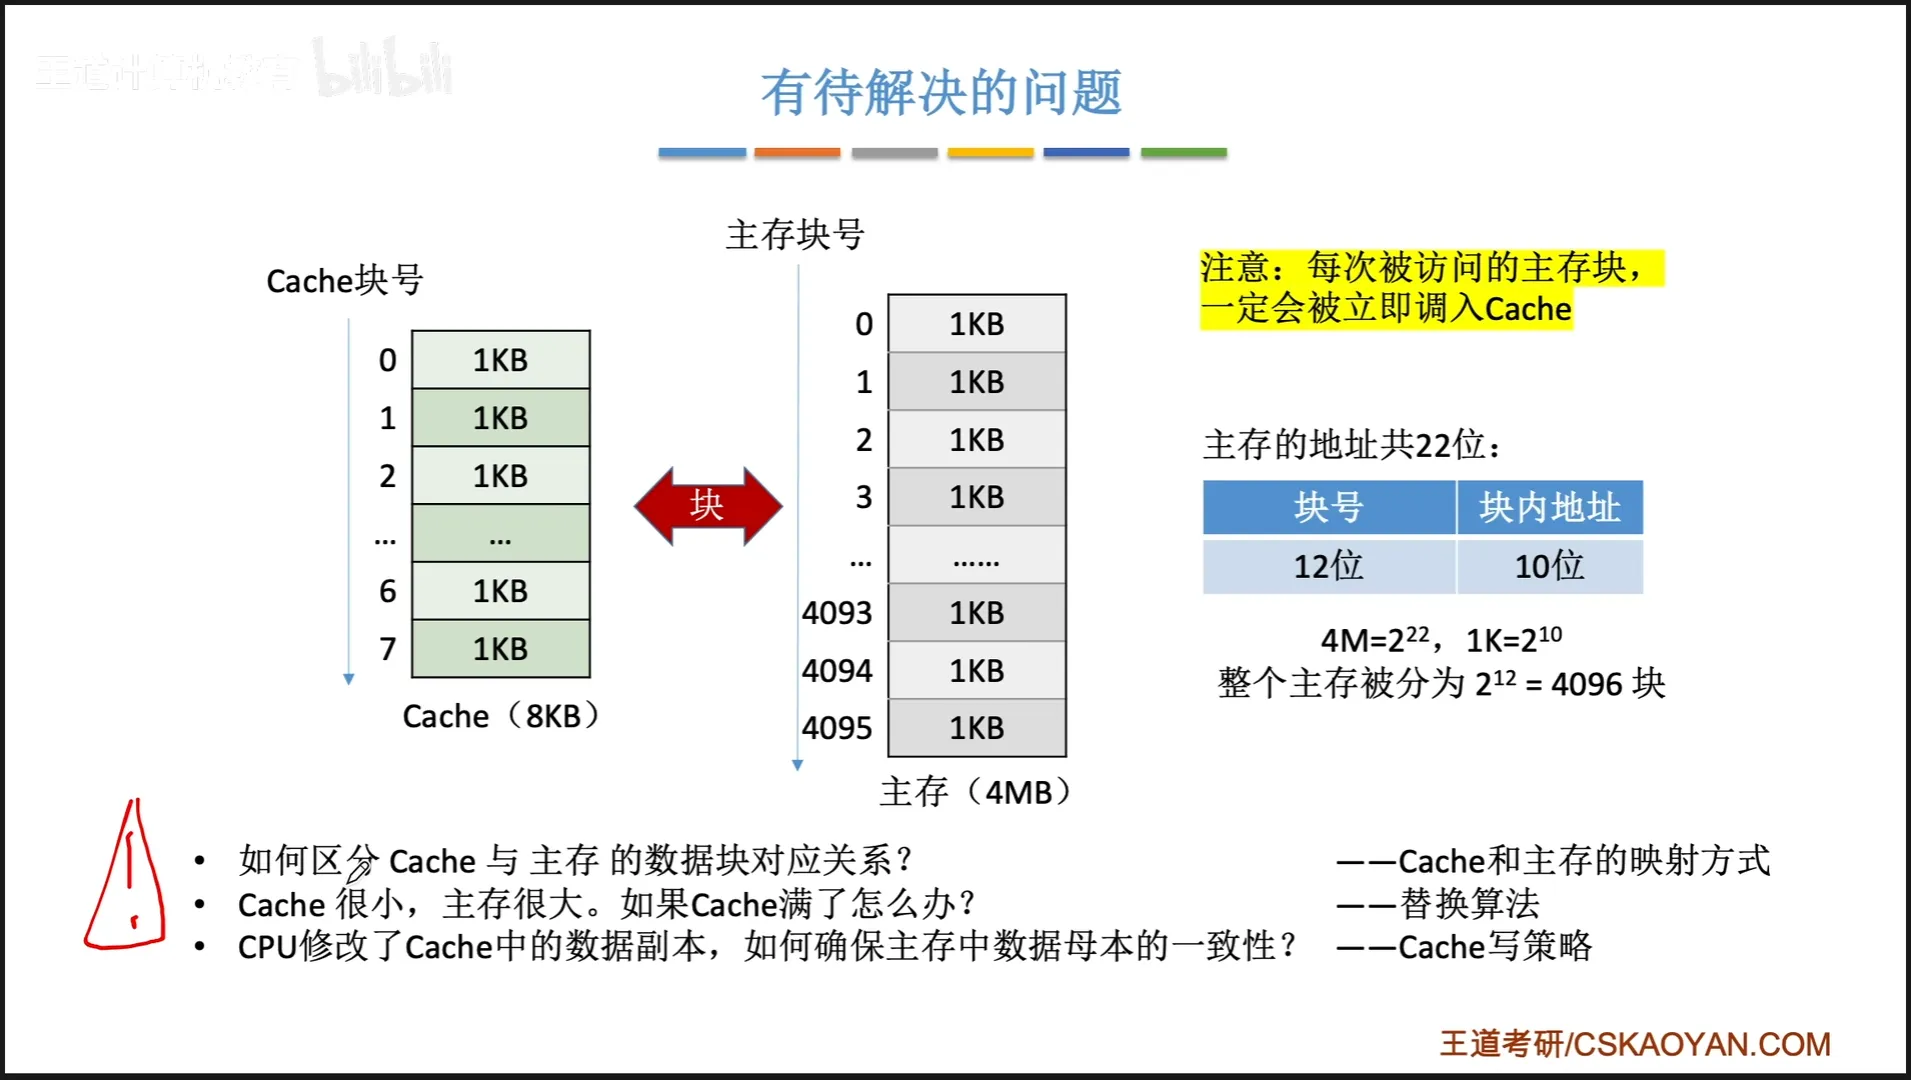 王道计算机教育 bilibili
有待解决的问题
主存块号
Cache块号
注意：每次被访问的主存块，
一定会被立即调入Cache
0 1KB
1 1KB
2 1KB
... ...
6 1KB
7 1KB
Cache（8KB）
块
0 1KB
1 1KB
2 1KB
3 1KB
... ......
4093 1KB
4094 1KB
4095 1KB
主存（4MB）
主存的地址共22位：
块号 块内地址
12位 10位
4M=2²²，1K=2¹⁰
整个主存被分为 2¹² = 4096 块
• 如何区分 Cache 与 主存 的数据块对应关系？ ——Cache和主存的映射方式
• Cache 很小，主存很大。如果Cache满了怎么办？ ——替换算法
• CPU修改了Cache中的数据副本，如何确保主存中数据母本的一致性？ ——Cache写策略
王道考研/CSKAOYAN.COM